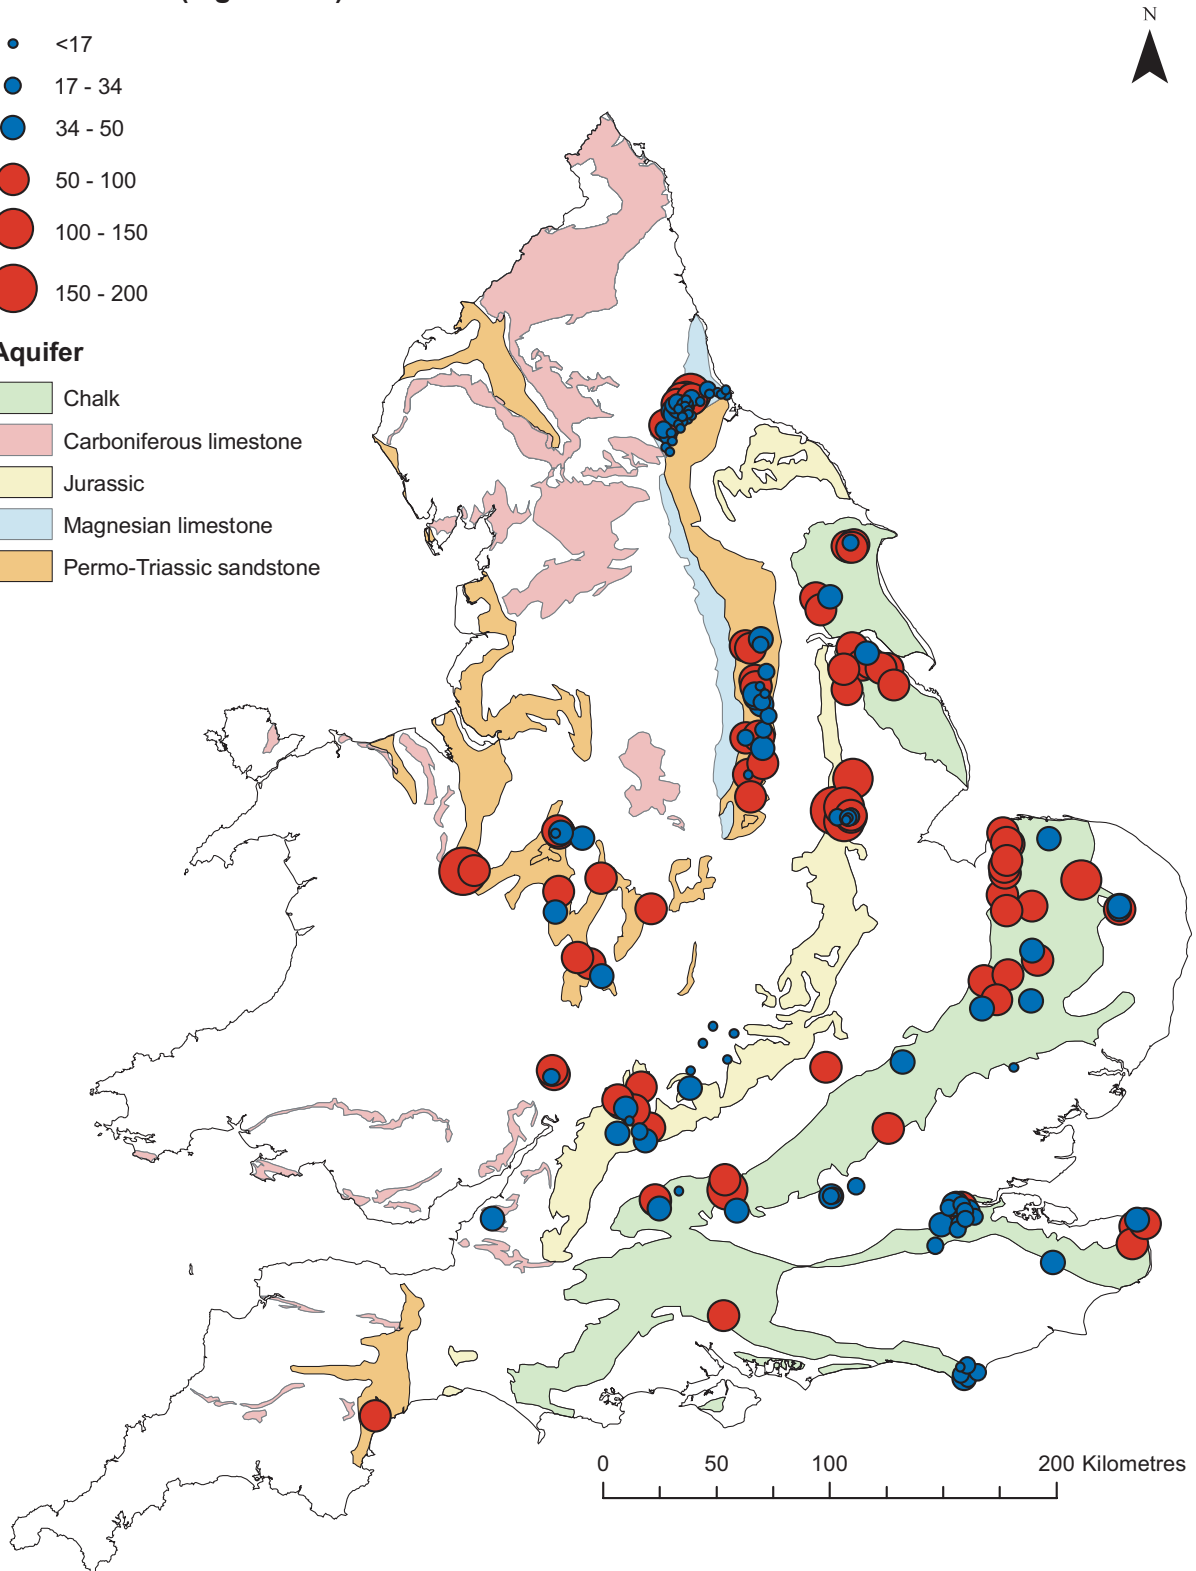 N
<17
17 - 34
34 - 50
50 - 100
100 - 150
150 - 200
Aquifer
Chalk
Carboniferous limestone
Jurassic
Magnesian limestone
Permo-Triassic sandstone
0 50 100 200 Kilometres